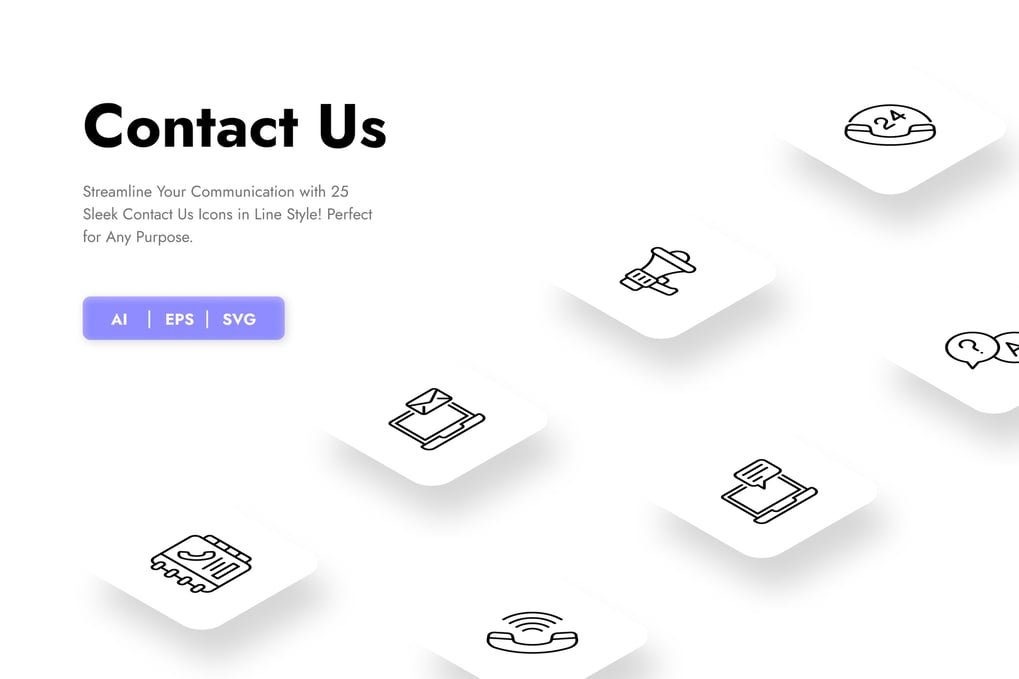 Contact Us
Streamline Your Communication with 25
Sleek Contact Us Icons in Line Style! Perfect
for Any Purpose.
AI | EPS | SVG
24
?
A